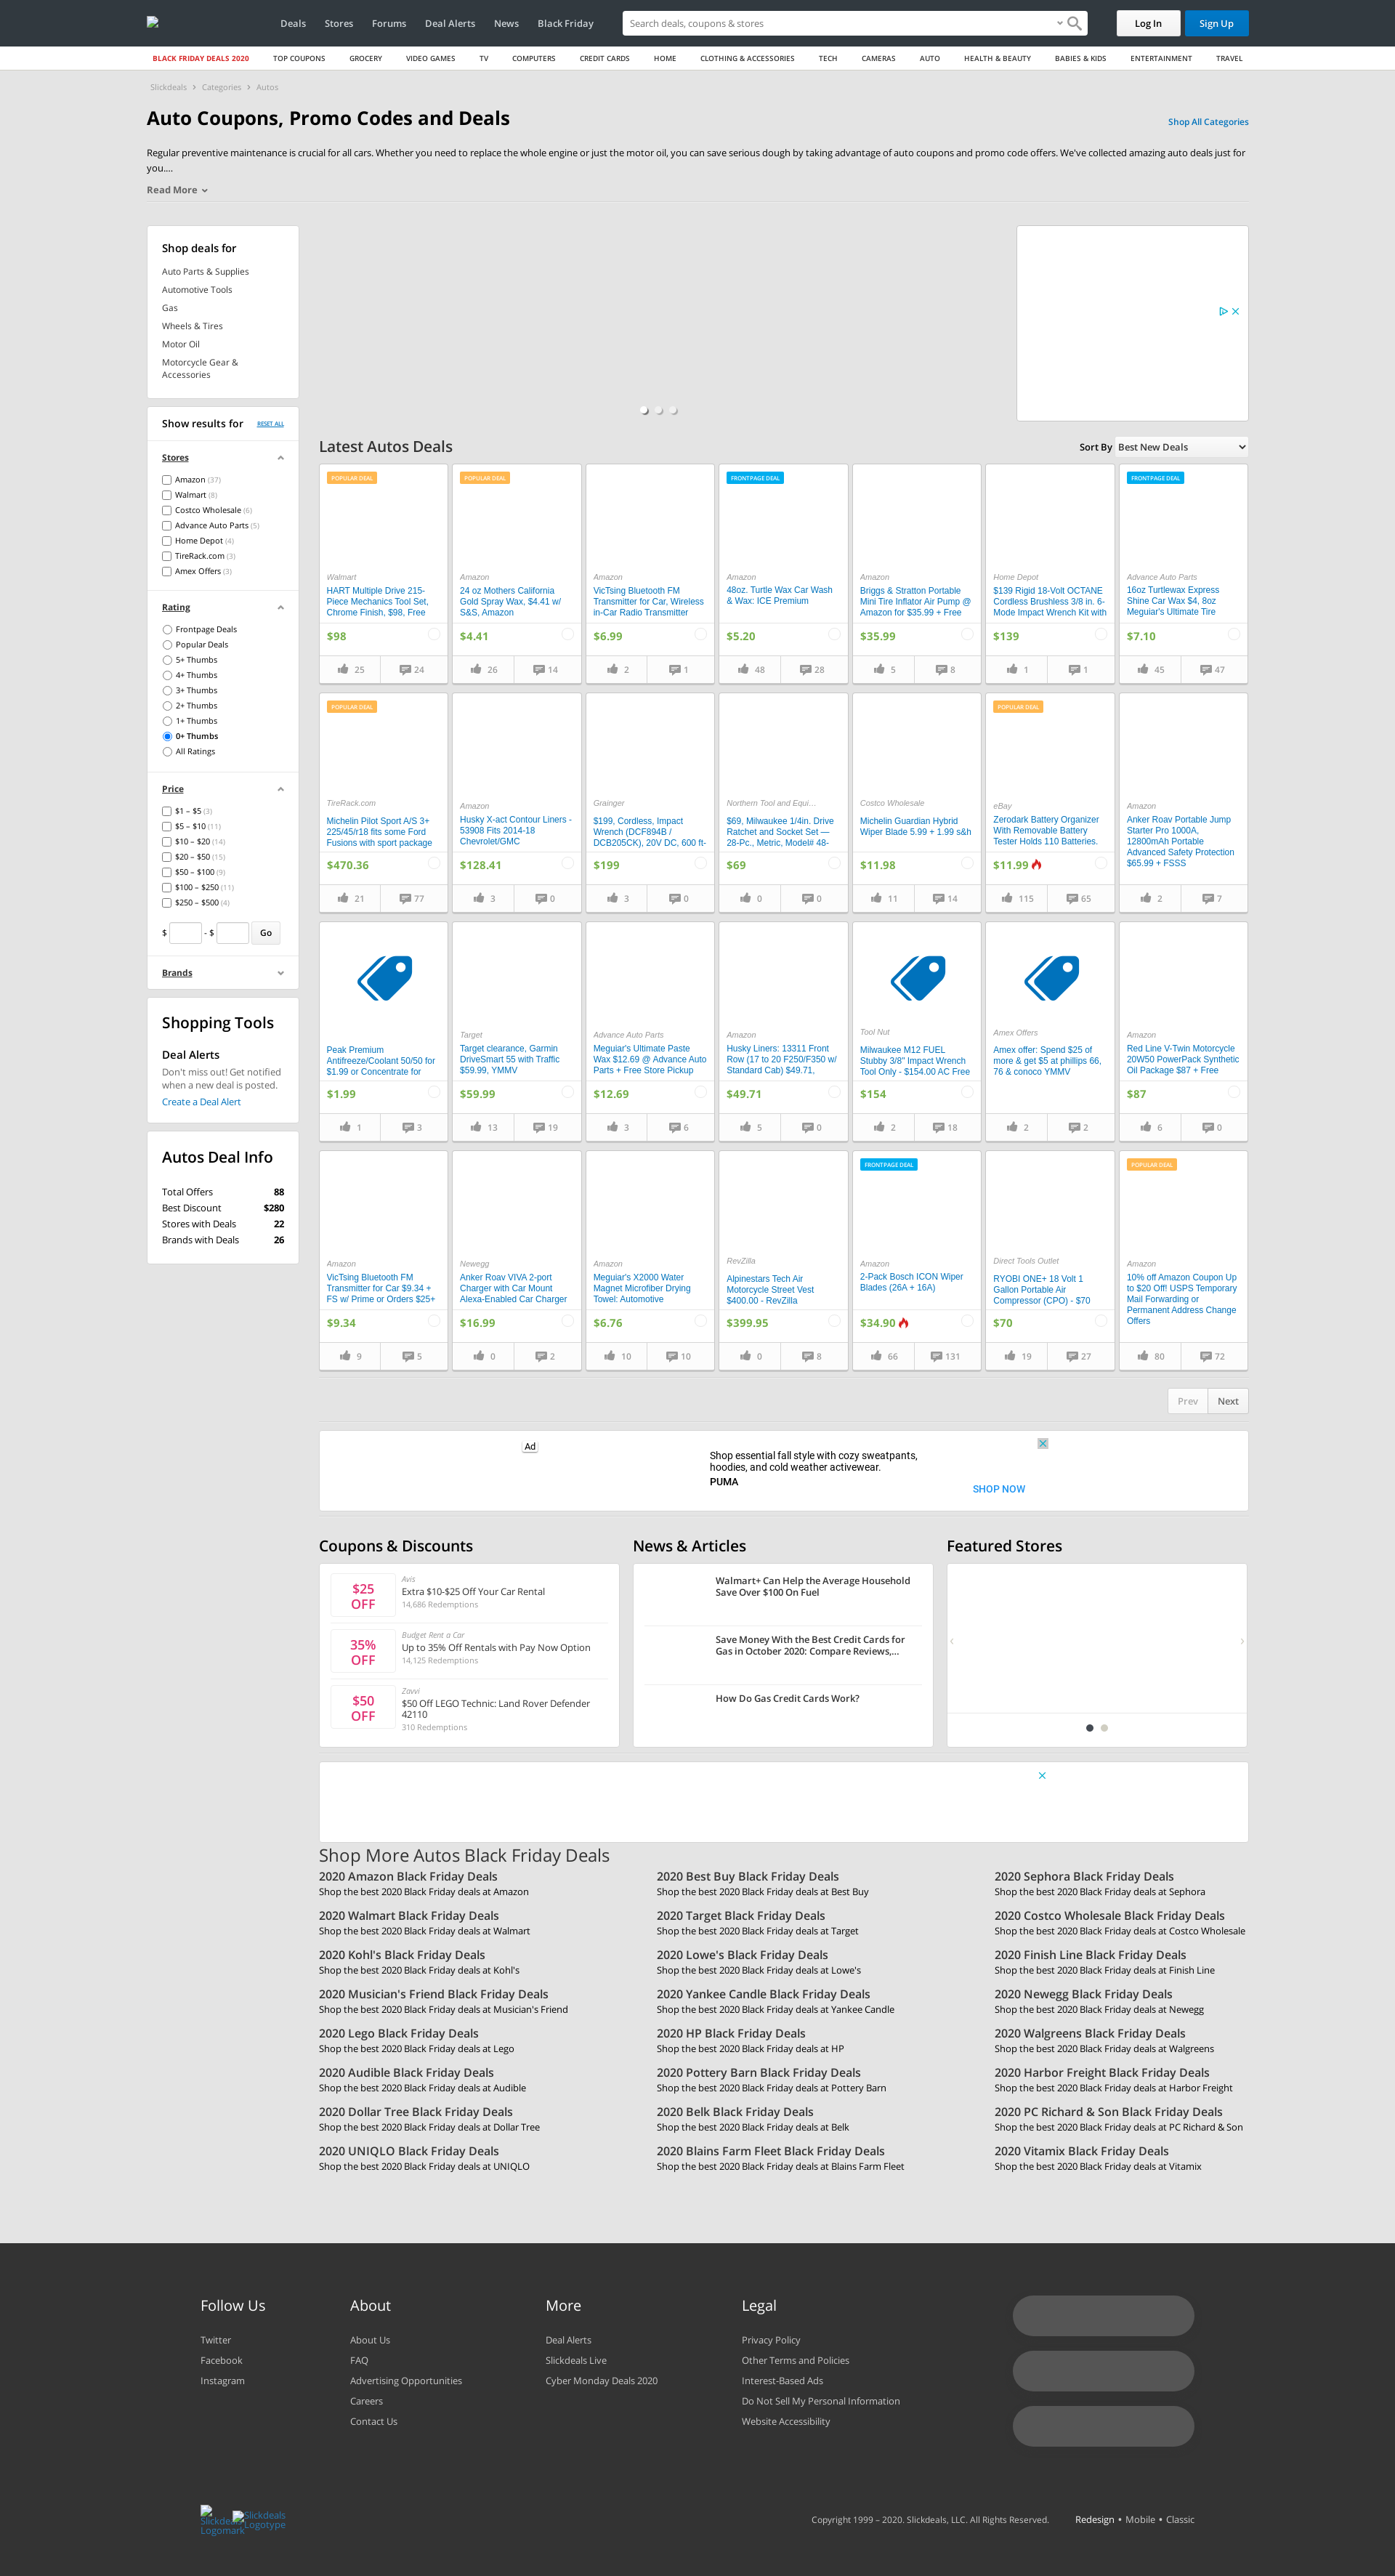 Deals Stores Forums Deal Alerts News Black Friday
Search deals, coupons & stores
Log In Sign Up
BLACK FRIDAY DEALS 2020 TOP COUPONS GROCERY VIDEO GAMES TV COMPUTERS CREDIT CARDS HOME CLOTHING & ACCESSORIES TECH CAMERAS AUTO HEALTH & BEAUTY BABIES & KIDS ENTERTAINMENT TRAVEL
Slickdeals › Categories › Autos
Auto Coupons, Promo Codes and Deals
Shop All Categories
Regular preventive maintenance is crucial for all cars. Whether you need to replace the whole engine or just the motor oil, you can save serious dough by taking advantage of auto coupons and promo code offers. We've collected amazing auto deals just for
you....
Read More
Shop deals for
Auto Parts & Supplies
Automotive Tools
Gas
Wheels & Tires
Motor Oil
Motorcycle Gear &
Accessories
Show results for RESET ALL
Stores
Amazon (37)
Walmart (8)
Costco Wholesale (6)
Advance Auto Parts (5)
Home Depot (4)
TireRack.com (3)
Amex Offers (3)
Rating
Frontpage Deals
Popular Deals
5+ Thumbs
4+ Thumbs
3+ Thumbs
2+ Thumbs
1+ Thumbs
0+ Thumbs
All Ratings
Price
$1 – $5 (3)
$5 – $10 (11)
$10 – $20 (14)
$20 – $50 (15)
$50 – $100 (9)
$100 – $250 (11)
$250 – $500 (4)
$ - $ Go
Brands
Shopping Tools
Deal Alerts
Don't miss out! Get notified
when a new deal is posted.
Create a Deal Alert
Autos Deal Info
Total Offers 88
Best Discount $280
Stores with Deals 22
Brands with Deals 26
Latest Autos Deals
Sort By Best New Deals
POPULAR DEAL
Walmart
HART Multiple Drive 215-
Piece Mechanics Tool Set,
Chrome Finish, $98, Free
$98
25 24
POPULAR DEAL
Amazon
24 oz Mothers California
Gold Spray Wax, $4.41 w/
S&S, Amazon
$4.41
26 14
Amazon
VicTsing Bluetooth FM
Transmitter for Car, Wireless
in-Car Radio Transmitter
$6.99
2 1
FRONTPAGE DEAL
Amazon
48oz. Turtle Wax Car Wash
& Wax: ICE Premium
$5.20
48 28
Amazon
Briggs & Stratton Portable
Mini Tire Inflator Air Pump @
Amazon for $35.99 + Free
$35.99
5 8
Home Depot
$139 Rigid 18-Volt OCTANE
Cordless Brushless 3/8 in. 6-
Mode Impact Wrench Kit with
$139
1 1
FRONTPAGE DEAL
Advance Auto Parts
16oz Turtlewax Express
Shine Car Wax $4, 8oz
Meguiar's Ultimate Tire
$7.10
45 47
POPULAR DEAL
TireRack.com
Michelin Pilot Sport A/S 3+
225/45/r18 fits some Ford
Fusions with sport package
$470.36
21 77
Amazon
Husky X-act Contour Liners -
53908 Fits 2014-18
Chevrolet/GMC
$128.41
3 0
Grainger
$199, Cordless, Impact
Wrench (DCF894B /
DCB205CK), 20V DC, 600 ft-
$199
3 0
Northern Tool and Equi…
$69, Milwaukee 1/4in. Drive
Ratchet and Socket Set —
28-Pc., Metric, Model# 48-
$69
0 0
Costco Wholesale
Michelin Guardian Hybrid
Wiper Blade 5.99 + 1.99 s&h
$11.98
11 14
POPULAR DEAL
eBay
Zerodark Battery Organizer
With Removable Battery
Tester Holds 110 Batteries.
$11.99
115 65
Amazon
Anker Roav Portable Jump
Starter Pro 1000A,
12800mAh Portable
Advanced Safety Protection
$65.99 + FSSS
2 7
Peak Premium
Antifreeze/Coolant 50/50 for
$1.99 or Concentrate for
$1.99
1 3
Target
Target clearance, Garmin
DriveSmart 55 with Traffic
$59.99, YMMV
$59.99
13 19
Advance Auto Parts
Meguiar's Ultimate Paste
Wax $12.69 @ Advance Auto
Parts + Free Store Pickup
$12.69
3 6
Amazon
Husky Liners: 13311 Front
Row (17 to 20 F250/F350 w/
Standard Cab) $49.71,
$49.71
5 0
Tool Nut
Milwaukee M12 FUEL
Stubby 3/8" Impact Wrench
Tool Only - $154.00 AC Free
$154
2 18
Amex Offers
Amex offer: Spend $25 of
more & get $5 at phillips 66,
76 & conoco YMMV
2 2
Amazon
Red Line V-Twin Motorcycle
20W50 PowerPack Synthetic
Oil Package $87 + Free
$87
6 0
Amazon
VicTsing Bluetooth FM
Transmitter for Car $9.34 +
FS w/ Prime or Orders $25+
$9.34
9 5
Newegg
Anker Roav VIVA 2-port
Charger with Car Mount
Alexa-Enabled Car Charger
$16.99
0 2
Amazon
Meguiar's X2000 Water
Magnet Microfiber Drying
Towel: Automotive
$6.76
10 10
RevZilla
Alpinestars Tech Air
Motorcycle Street Vest
$400.00 - RevZilla
$399.95
0 8
FRONTPAGE DEAL
Amazon
2-Pack Bosch ICON Wiper
Blades (26A + 16A)
$34.90
66 131
Direct Tools Outlet
RYOBI ONE+ 18 Volt 1
Gallon Portable Air
Compressor (CPO) - $70
$70
19 27
POPULAR DEAL
Amazon
10% off Amazon Coupon Up
to $20 Off! USPS Temporary
Mail Forwarding or
Permanent Address Change
Offers
80 72
Prev Next
Ad
Shop essential fall style with cozy sweatpants,
hoodies, and cold weather activewear.
PUMA
SHOP NOW
Coupons & Discounts
$25
OFF
Avis
Extra $10-$25 Off Your Car Rental
14,686 Redemptions
35%
OFF
Budget Rent a Car
Up to 35% Off Rentals with Pay Now Option
14,125 Redemptions
$50
OFF
Zavvi
$50 Off LEGO Technic: Land Rover Defender
42110
310 Redemptions
News & Articles
Walmart+ Can Help the Average Household
Save Over $100 On Fuel
Save Money With the Best Credit Cards for
Gas in October 2020: Compare Reviews,...
How Do Gas Credit Cards Work?
Featured Stores
Shop More Autos Black Friday Deals
2020 Amazon Black Friday Deals
Shop the best 2020 Black Friday deals at Amazon
2020 Best Buy Black Friday Deals
Shop the best 2020 Black Friday deals at Best Buy
2020 Sephora Black Friday Deals
Shop the best 2020 Black Friday deals at Sephora
2020 Walmart Black Friday Deals
Shop the best 2020 Black Friday deals at Walmart
2020 Target Black Friday Deals
Shop the best 2020 Black Friday deals at Target
2020 Costco Wholesale Black Friday Deals
Shop the best 2020 Black Friday deals at Costco Wholesale
2020 Kohl's Black Friday Deals
Shop the best 2020 Black Friday deals at Kohl's
2020 Lowe's Black Friday Deals
Shop the best 2020 Black Friday deals at Lowe's
2020 Finish Line Black Friday Deals
Shop the best 2020 Black Friday deals at Finish Line
2020 Musician's Friend Black Friday Deals
Shop the best 2020 Black Friday deals at Musician's Friend
2020 Yankee Candle Black Friday Deals
Shop the best 2020 Black Friday deals at Yankee Candle
2020 Newegg Black Friday Deals
Shop the best 2020 Black Friday deals at Newegg
2020 Lego Black Friday Deals
Shop the best 2020 Black Friday deals at Lego
2020 HP Black Friday Deals
Shop the best 2020 Black Friday deals at HP
2020 Walgreens Black Friday Deals
Shop the best 2020 Black Friday deals at Walgreens
2020 Audible Black Friday Deals
Shop the best 2020 Black Friday deals at Audible
2020 Pottery Barn Black Friday Deals
Shop the best 2020 Black Friday deals at Pottery Barn
2020 Harbor Freight Black Friday Deals
Shop the best 2020 Black Friday deals at Harbor Freight
2020 Dollar Tree Black Friday Deals
Shop the best 2020 Black Friday deals at Dollar Tree
2020 Belk Black Friday Deals
Shop the best 2020 Black Friday deals at Belk
2020 PC Richard & Son Black Friday Deals
Shop the best 2020 Black Friday deals at PC Richard & Son
2020 UNIQLO Black Friday Deals
Shop the best 2020 Black Friday deals at UNIQLO
2020 Blains Farm Fleet Black Friday Deals
Shop the best 2020 Black Friday deals at Blains Farm Fleet
2020 Vitamix Black Friday Deals
Shop the best 2020 Black Friday deals at Vitamix
Follow Us
Twitter
Facebook
Instagram
About
About Us
FAQ
Advertising Opportunities
Careers
Contact Us
More
Deal Alerts
Slickdeals Live
Cyber Monday Deals 2020
Legal
Privacy Policy
Other Terms and Policies
Interest-Based Ads
Do Not Sell My Personal Information
Website Accessibility
Slickdeals
Logomark
Slickdeals
Logotype
Copyright 1999 – 2020. Slickdeals, LLC. All Rights Reserved.
Redesign • Mobile • Classic